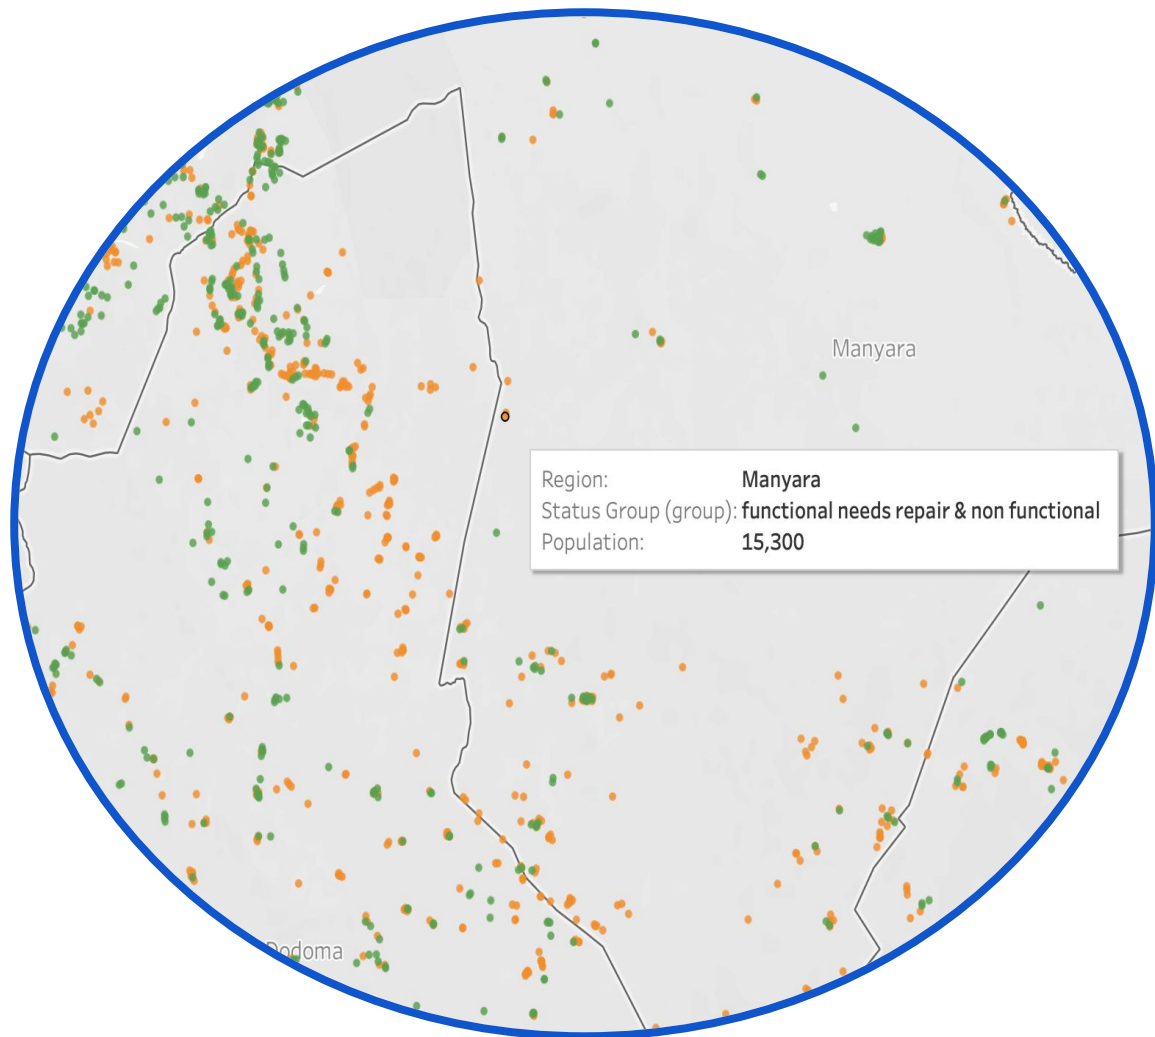 Manyara
Region: Manyara
Status Group (group): functional needs repair & non functional
Population: 15,300
Dodoma